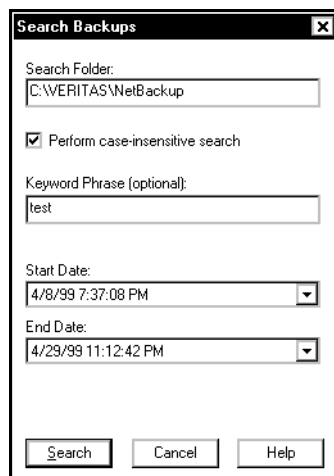 Search Backups
Search Folder:
C:\VERITAS\NetBackup
Perform case-insensitive search
Keyword Phrase (optional):
test
Start Date:
4/8/99 7:37:08 PM
End Date:
4/29/99 11:12:42 PM
Search Cancel Help